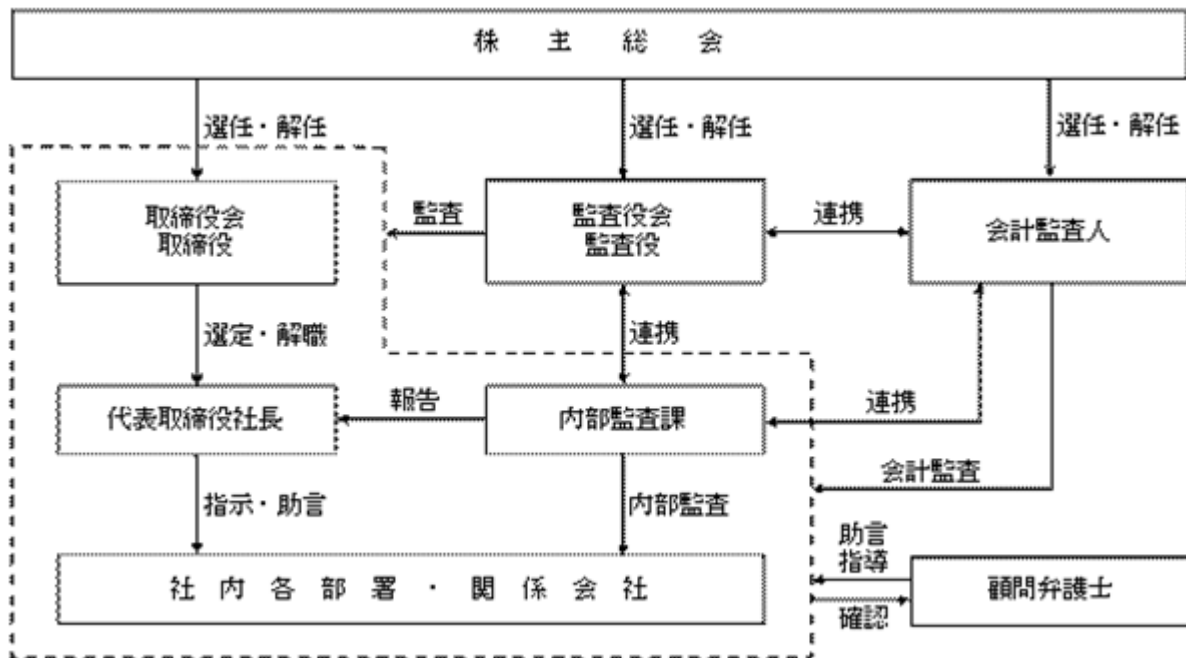 株主総会
選任・解任
選任・解任
選任・解任
取締役会
取締役
監査
監査役会
監査役
連携
会計監査人
選定・解職
連携
代表取締役社長
報告
内部監査課
連携
会計監査
指示・助言
内部監査
助言
指導
社内各部署・関係会社
顧問弁護士
確認